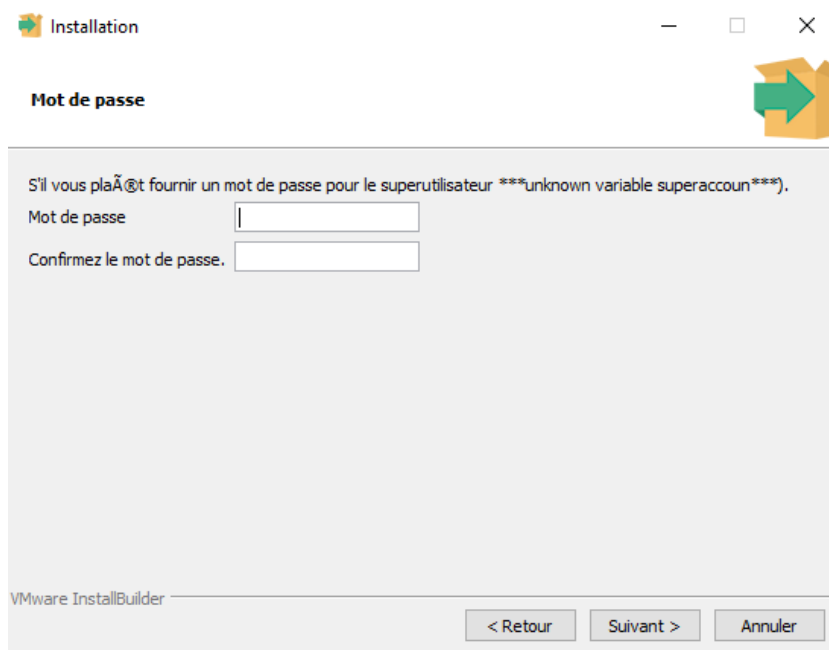 Installation
Mot de passe
S'il vous plaÃ®t fournir un mot de passe pour le superutilisateur ***unknown variable superaccoun***).
Mot de passe
Confirmez le mot de passe.
VMware InstallBuilder
< Retour
Suivant >
Annuler